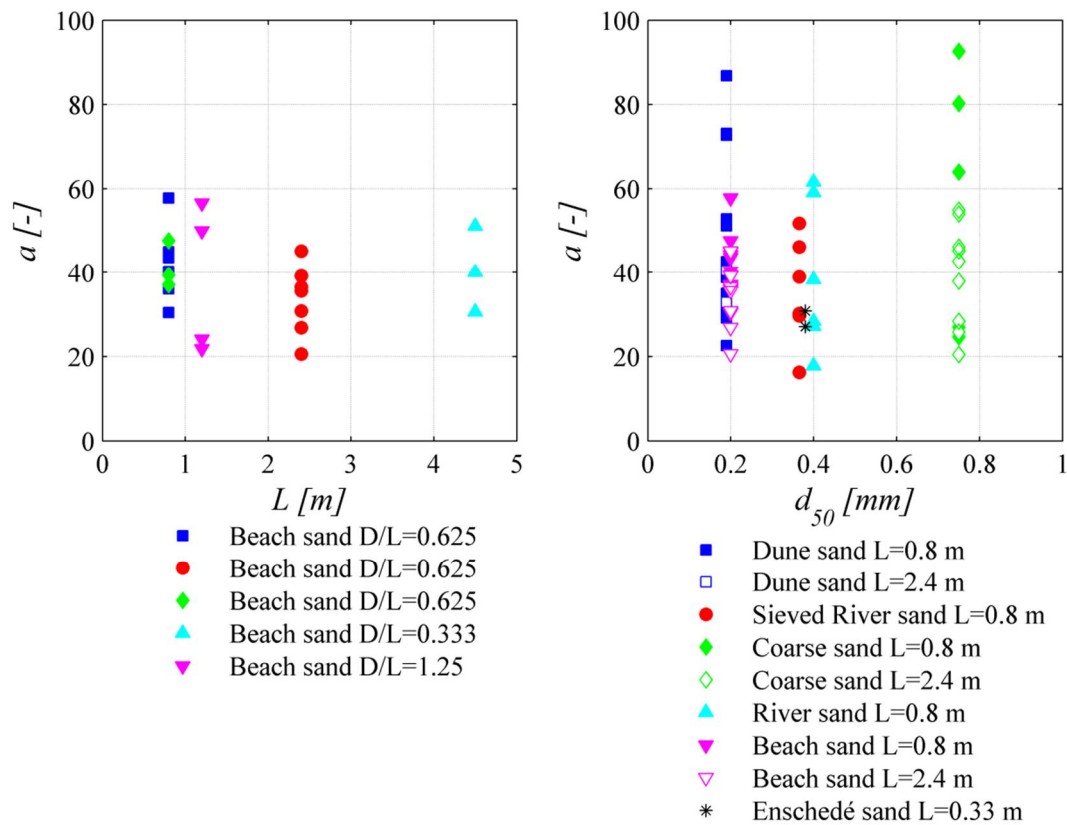 100
80
60
40
20
0
a [-]
0 1 2 3 4 5
L [m]
Beach sand D/L=0.625
Beach sand D/L=0.625
Beach sand D/L=0.625
Beach sand D/L=0.333
Beach sand D/L=1.25
100
80
60
40
20
0
a [-]
0 0.2 0.4 0.6 0.8 1
d50 [mm]
Dune sand L=0.8 m
Dune sand L=2.4 m
Sieved River sand L=0.8 m
Coarse sand L=0.8 m
Coarse sand L=2.4 m
River sand L=0.8 m
Beach sand L=0.8 m
Beach sand L=2.4 m
Enschedé sand L=0.33 m